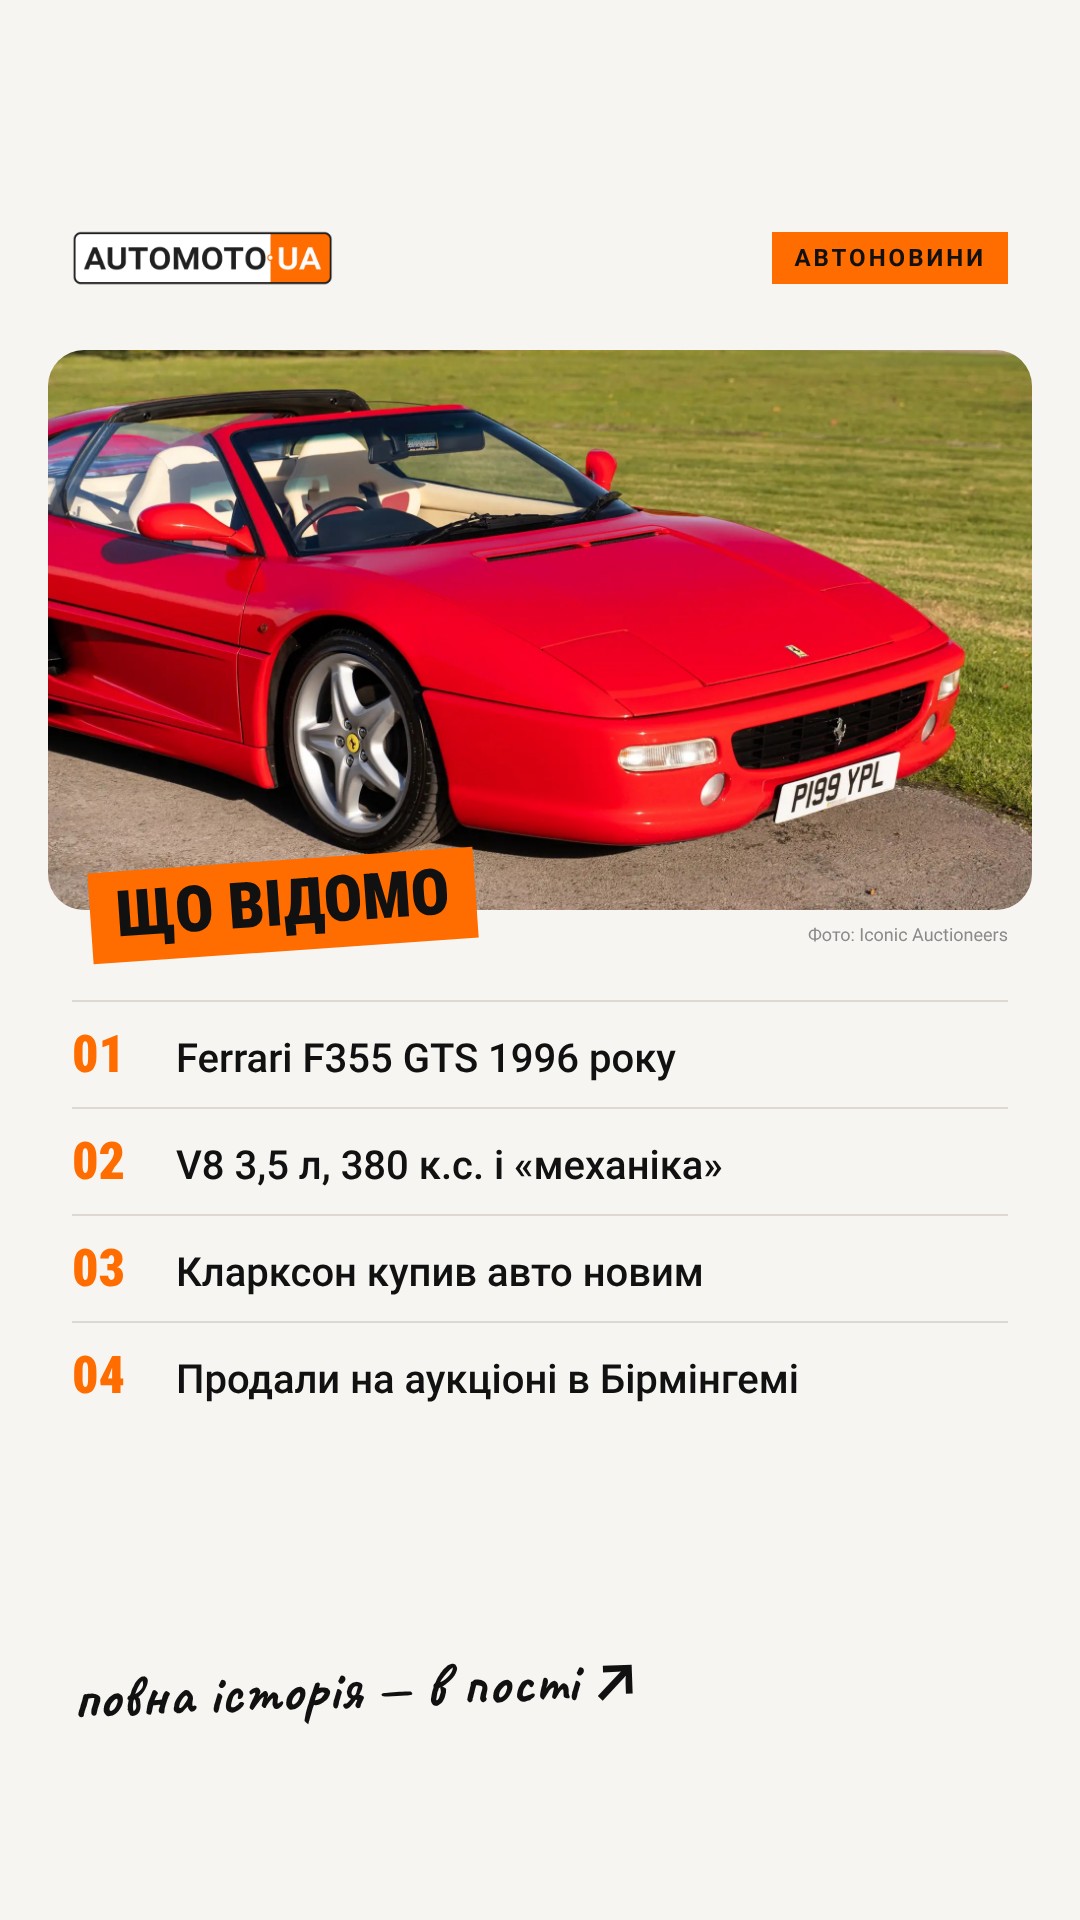 AUTOMOTO UA
АВТОНОВИНИ
P199 YPL
ЩО ВІДОМО
Фото: Iconic Auctioneers
01 Ferrari F355 GTS 1996 року
02 V8 3,5 л, 380 к.с. і «механіка»
03 Кларксон купив авто новим
04 Продали на аукціоні в Бірмінгемі
повна історія — в пості ↗